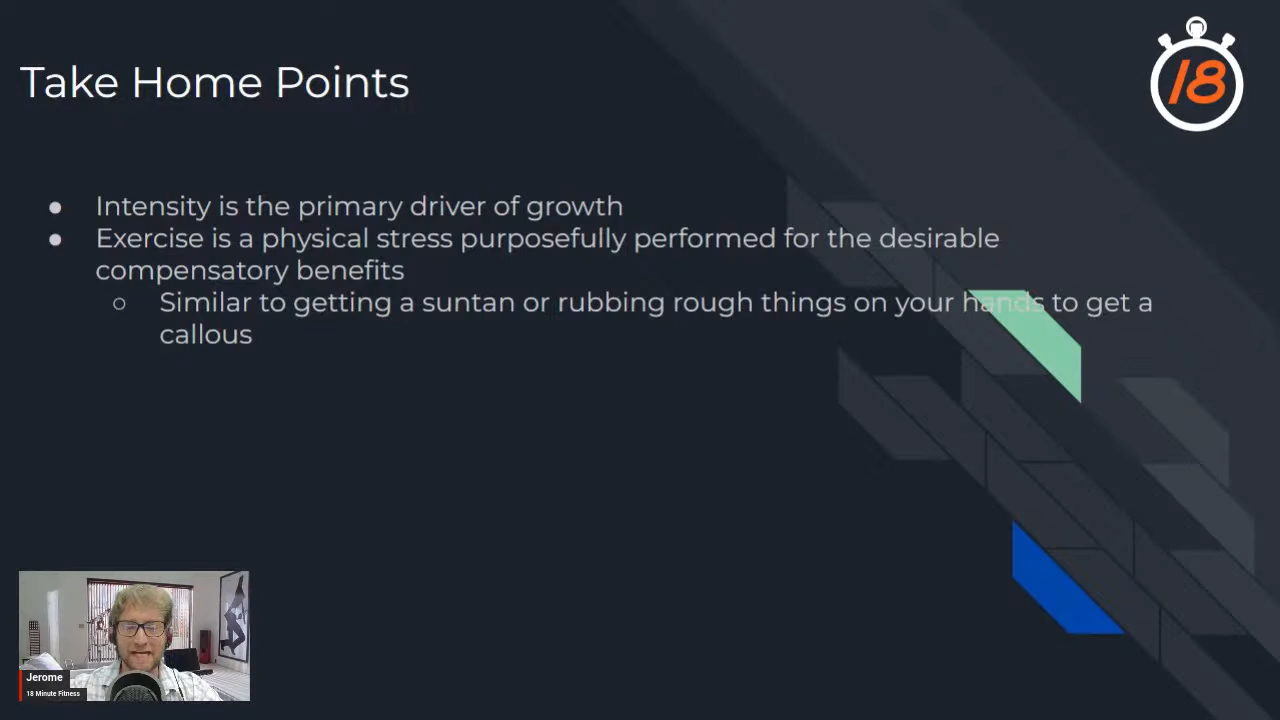 Take Home Points
18
● Intensity is the primary driver of growth
● Exercise is a physical stress purposefully performed for the desirable
compensatory benefits
○ Similar to getting a suntan or rubbing rough things on your hands to get a
callous
Jerome
18 Minute Fitness